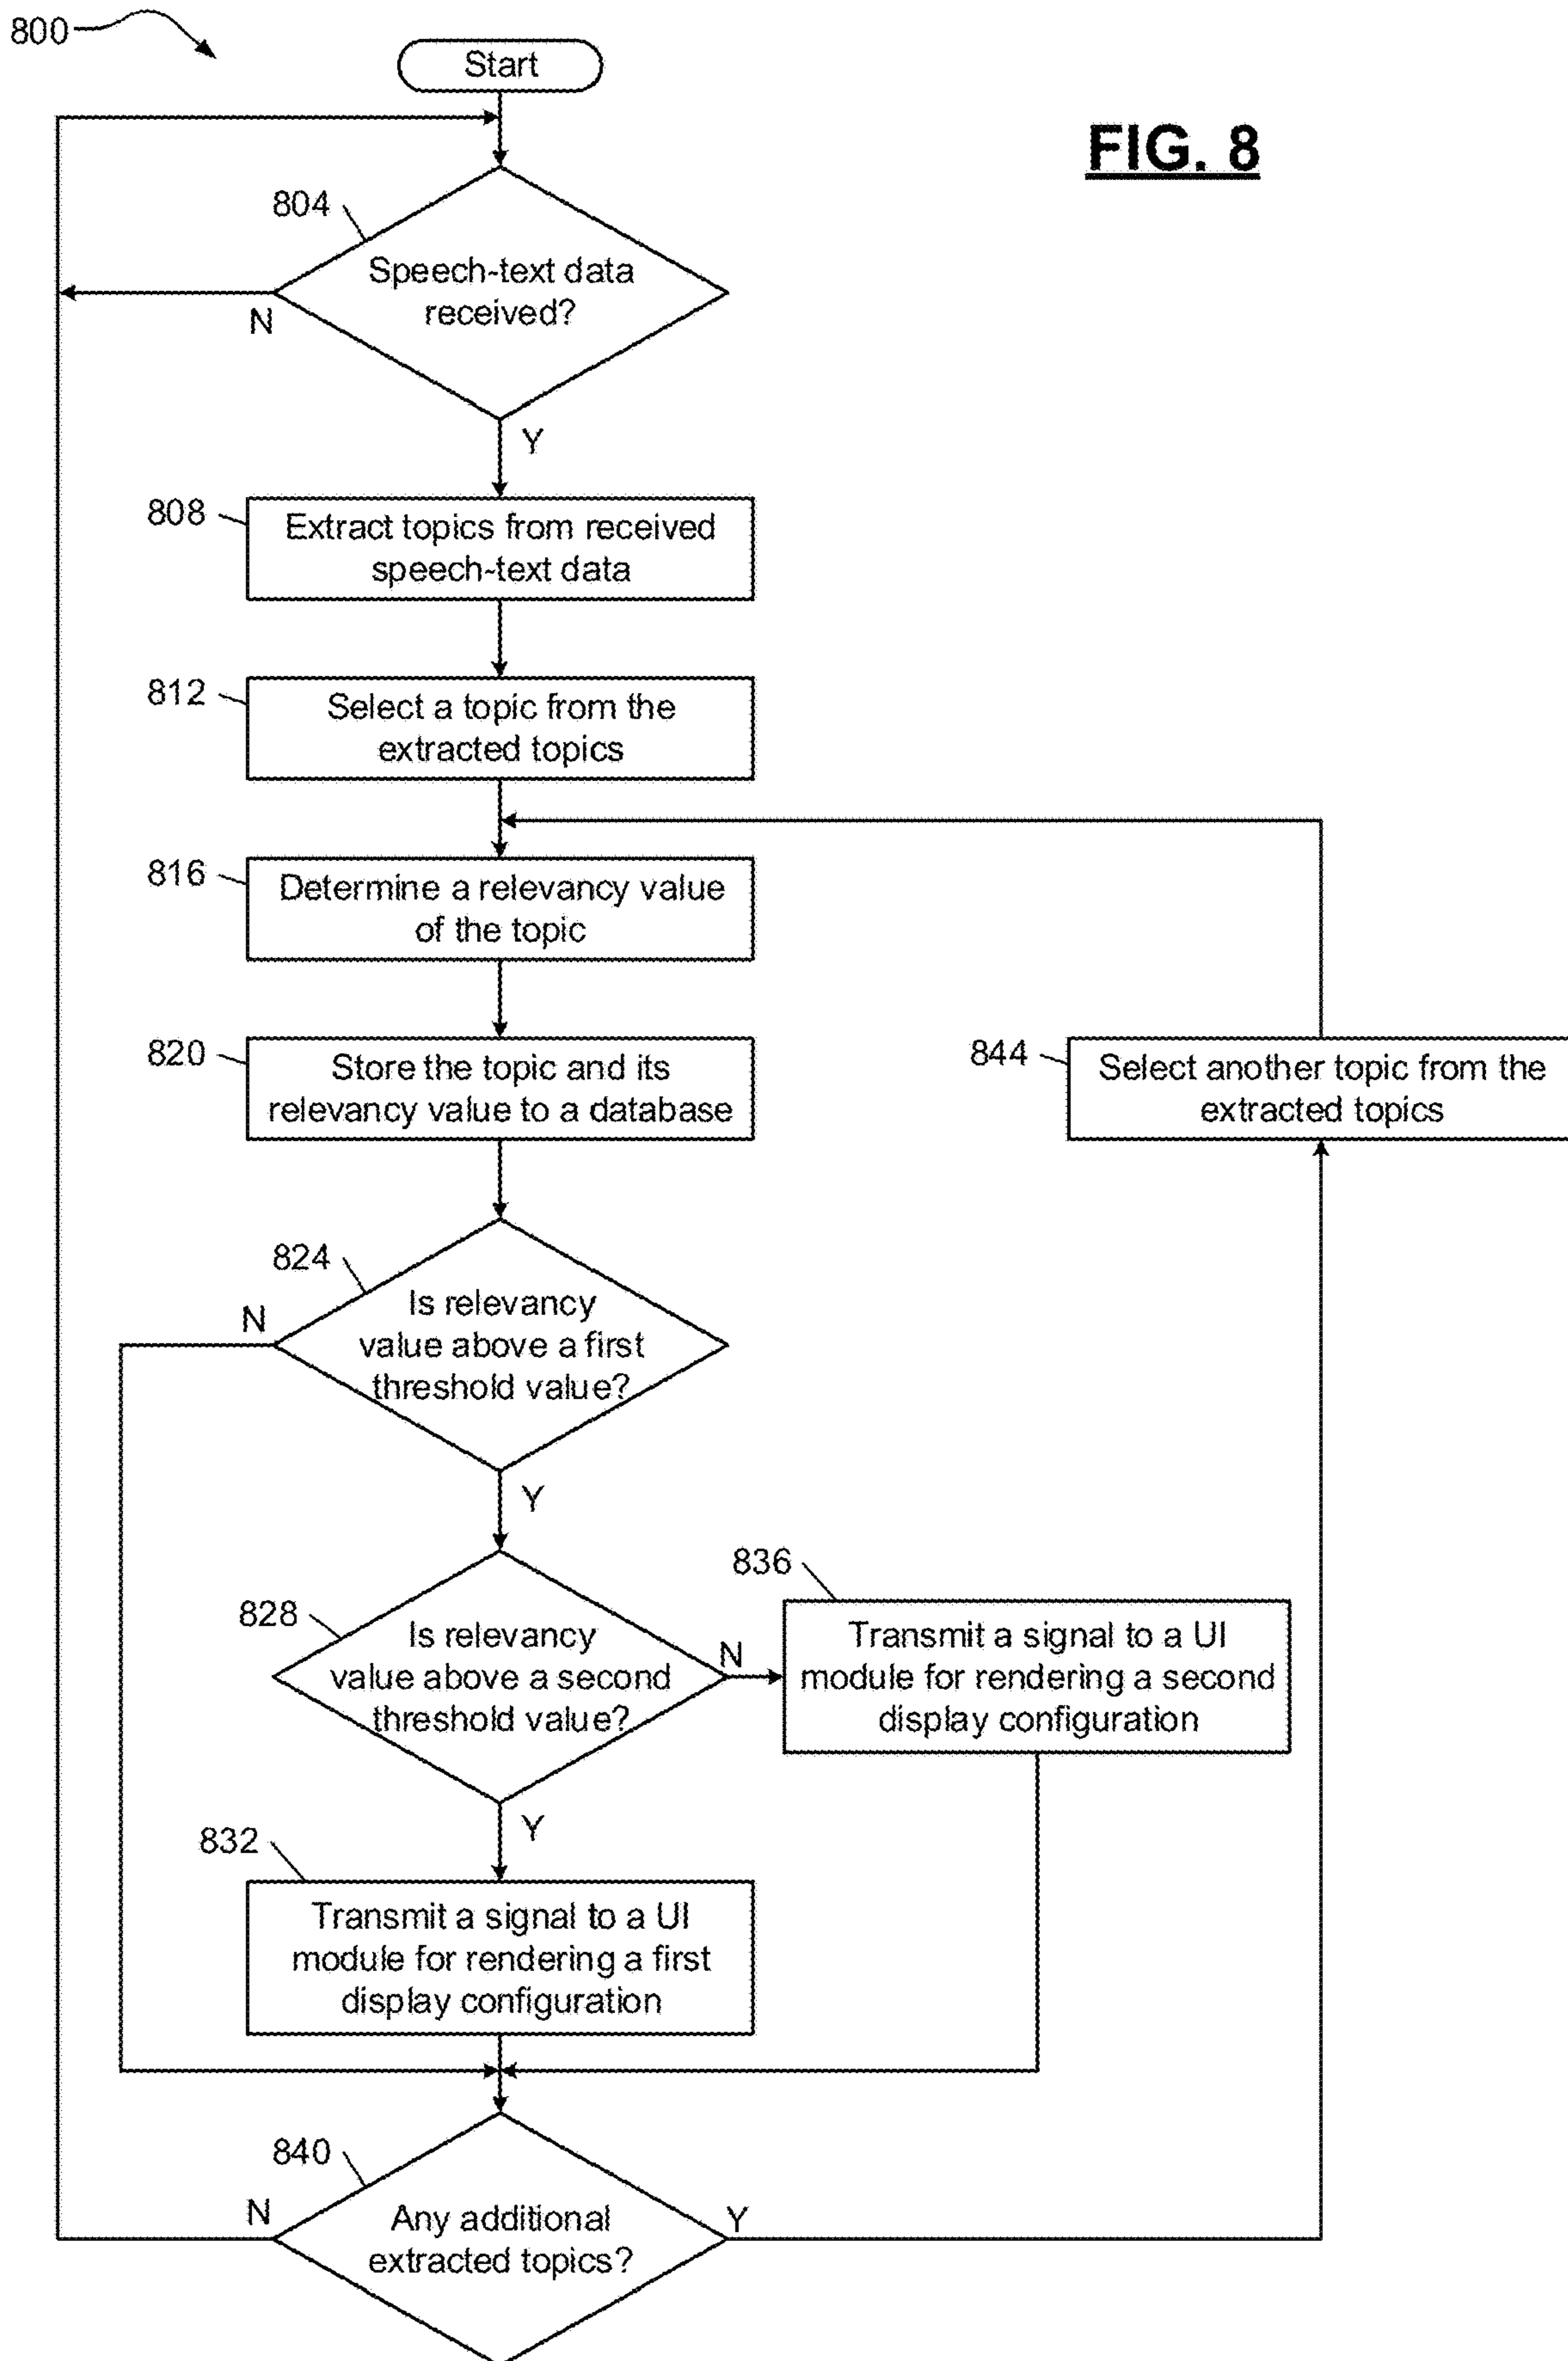 800
Start
FIG. 8
804
Speech-text data
received?
N
Y
808
Extract topics from received
speech-text data
812
Select a topic from the
extracted topics
816
Determine a relevancy value
of the topic
820
Store the topic and its
relevancy value to a database
844
Select another topic from the
extracted topics
824
N
Is relevancy
value above a first
threshold value?
Y
828
Is relevancy
value above a second
threshold value?
N
836
Transmit a signal to a UI
module for rendering a second
display configuration
Y
832
Transmit a signal to a UI
module for rendering a first
display configuration
840
N
Any additional
extracted topics?
Y